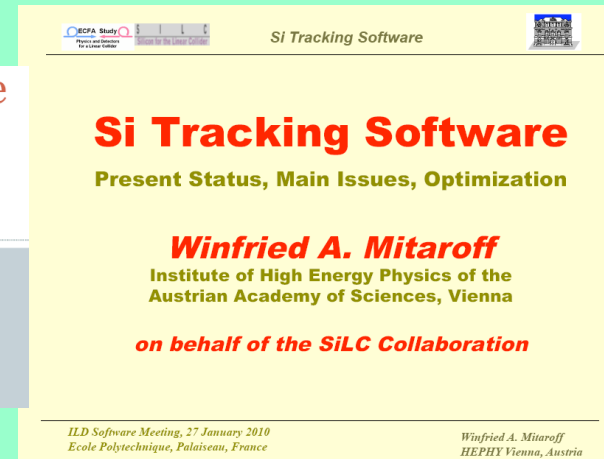 ECFA Study
Physics and Detectors
for a Linear Collider
S I L C
Silicon for the Linear Collider
Si Tracking Software
e
Si Tracking Software
Present Status, Main Issues, Optimization
Winfried A. Mitaroff
Institute of High Energy Physics of the
Austrian Academy of Sciences, Vienna
on behalf of the SiLC Collaboration
ILD Software Meeting, 27 January 2010
Ecole Polytechnique, Palaiseau, France
Winfried A. Mitaroff
HEPHY Vienna, Austria